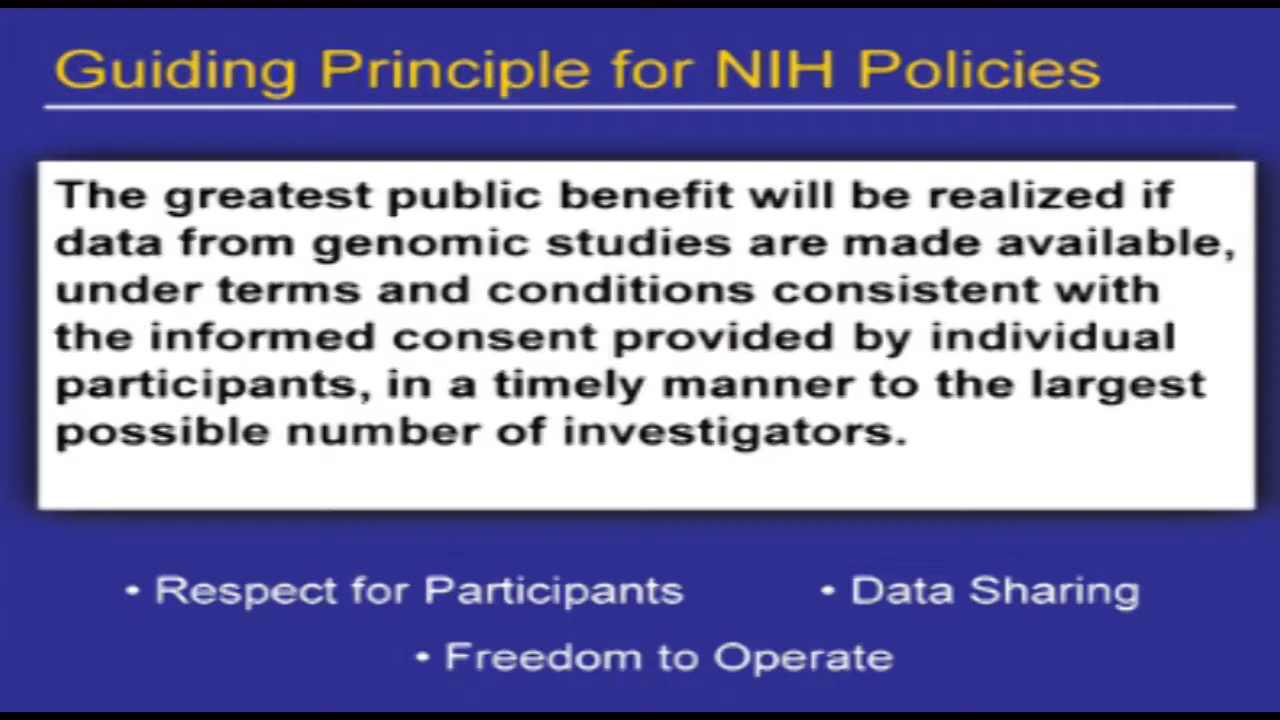 Guiding Principle for NIH Policies
The greatest public benefit will be realized if
data from genomic studies are made available,
under terms and conditions consistent with
the informed consent provided by individual
participants, in a timely manner to the largest
possible number of investigators.
• Respect for Participants • Data Sharing
• Freedom to Operate